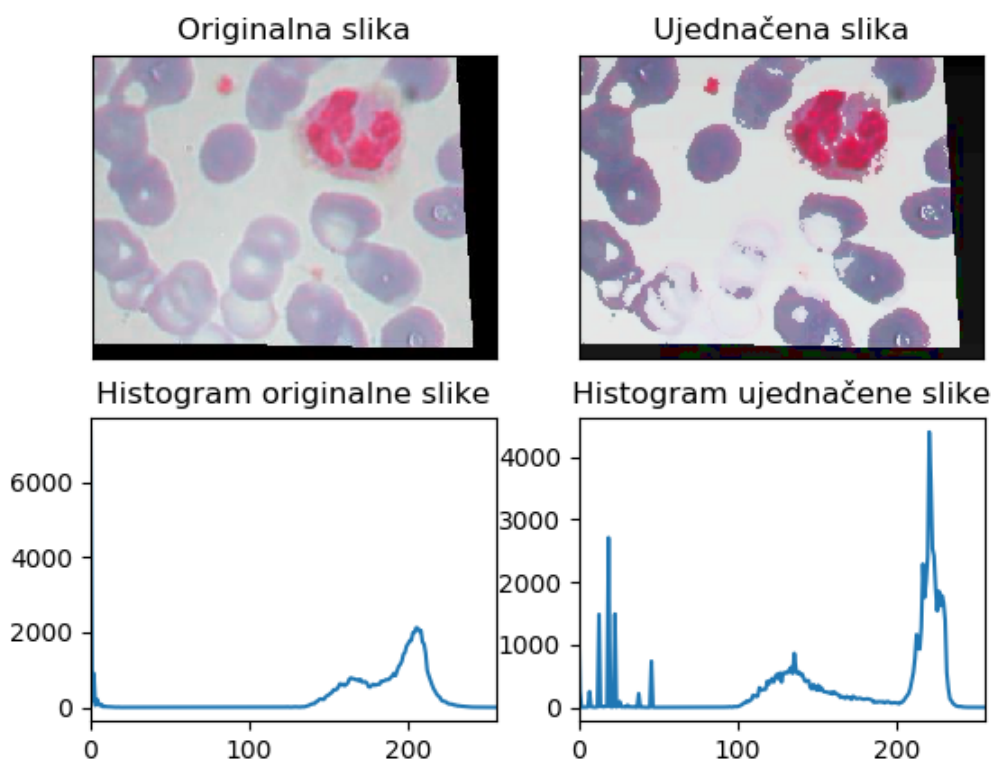 Originalna slika
Ujednačena slika
Histogram originalne slike
Histogram ujednačene slike
6000
4000
2000
0
0 100 200
4000
3000
2000
1000
0
0 100 200